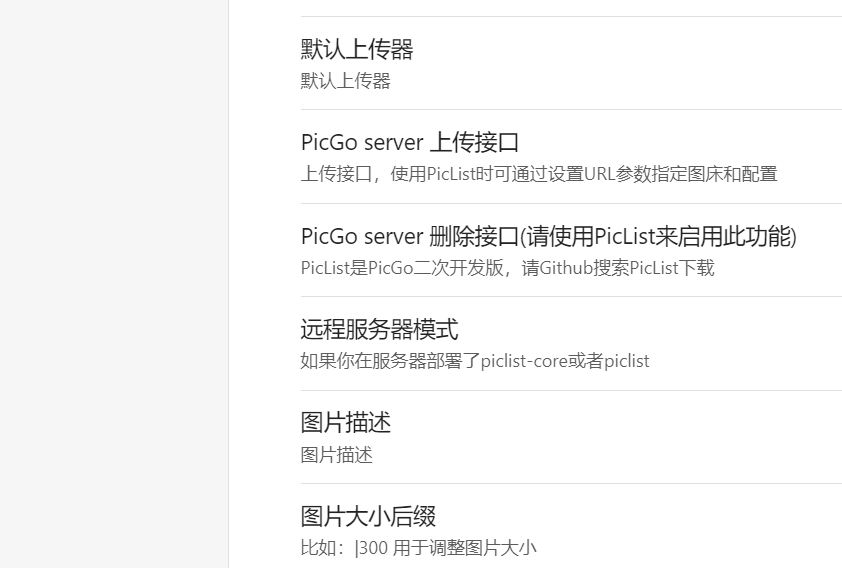 默认上传器
默认上传器
PicGo server 上传接口
上传接口，使用PicList时可通过设置URL参数指定图床和配置
PicGo server 删除接口(请使用PicList来启用此功能)
PicList是PicGo二次开发版，请Github搜索PicList下载
远程服务器模式
如果你在服务器部署了piclist-core或者piclist
图片描述
图片描述
图片大小后缀
比如：|300 用于调整图片大小